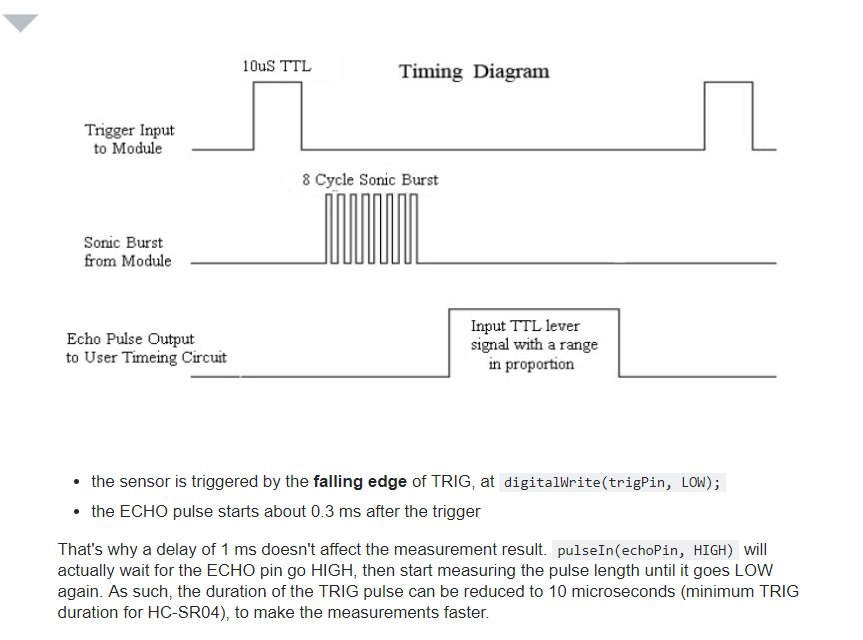 10uS TTL
Timing Diagram
Trigger Input
to Module
8 Cycle Sonic Burst
Sonic Burst
from Module
Echo Pulse Output
to User Timeing Circuit
Input TTL lever
signal with a range
in proportion
• the sensor is triggered by the falling edge of TRIG, at digitalWrite(trigPin, LOW);
• the ECHO pulse starts about 0.3 ms after the trigger
That's why a delay of 1 ms doesn't affect the measurement result. pulseIn(echoPin, HIGH) will
actually wait for the ECHO pin go HIGH, then start measuring the pulse length until it goes LOW
again. As such, the duration of the TRIG pulse can be reduced to 10 microseconds (minimum TRIG
duration for HC-SR04), to make the measurements faster.